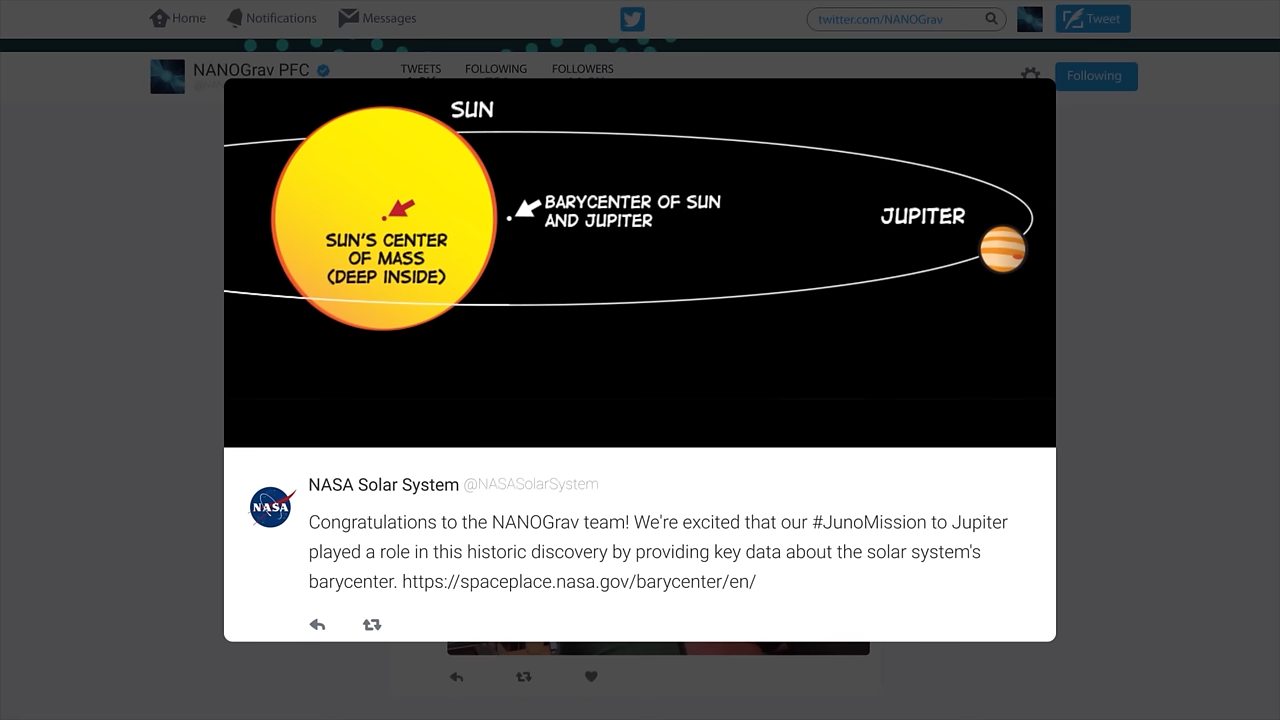 Home
Notifications
Messages
twitter.com/NANOGrav
Tweet
NANOGrav PFC
TWEETS
FOLLOWING
FOLLOWERS
Following
SUN
BARYCENTER OF SUN
AND JUPITER
JUPITER
SUN'S CENTER
OF MASS
(DEEP INSIDE)
NASA
NASA Solar System @NASASolarSystem
Congratulations to the NANOGrav team! We're excited that our #JunoMission to Jupiter
played a role in this historic discovery by providing key data about the solar system's
barycenter. https://spaceplace.nasa.gov/barycenter/en/